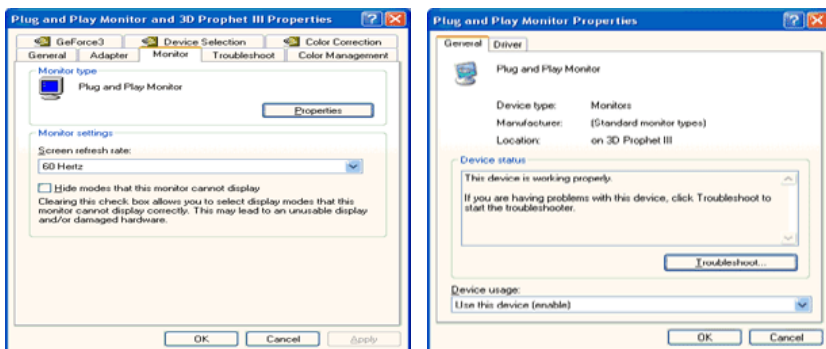 Plug and Play Monitor and 3D Prophet III Properties
GeForce3 Device Selection Color Correction
General Adapter Monitor Troubleshoot Color Management
Monitor type
Plug and Play Monitor
Properties
Monitor settings
Screen refresh rate:
60 Hertz
Hide modes that this monitor cannot display
Clearing this check box allows you to select display modes that this
monitor cannot display correctly. This may lead to an unusable display
and/or damaged hardware.
OK Cancel Apply
Plug and Play Monitor Properties
General Driver
Plug and Play Monitor
Device type: Monitors
Manufacturer: (Standard monitor types)
Location: on 3D Prophet III
Device status
This device is working properly.
If you are having problems with this device, click Troubleshoot to
start the troubleshooter.
Troubleshoot...
Device usage:
Use this device (enable)
OK Cancel